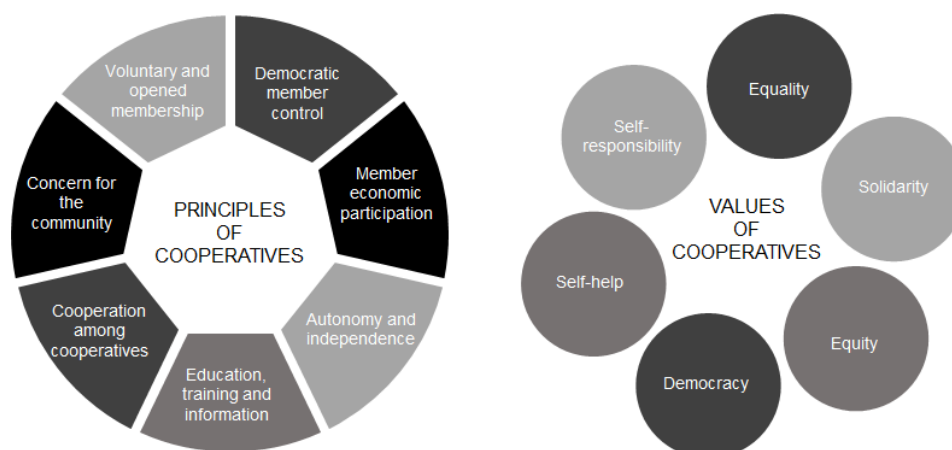 Voluntary and
opened
membership
Democratic
member
control
Member
economic
participation
Autonomy and
independence
Education,
training and
information
Cooperation
among
cooperatives
Concern for
the
community
PRINCIPLES
OF
COOPERATIVES
Equality
Solidarity
Equity
Democracy
Self-help
Self-
responsibility
VALUES
OF
COOPERATIVES